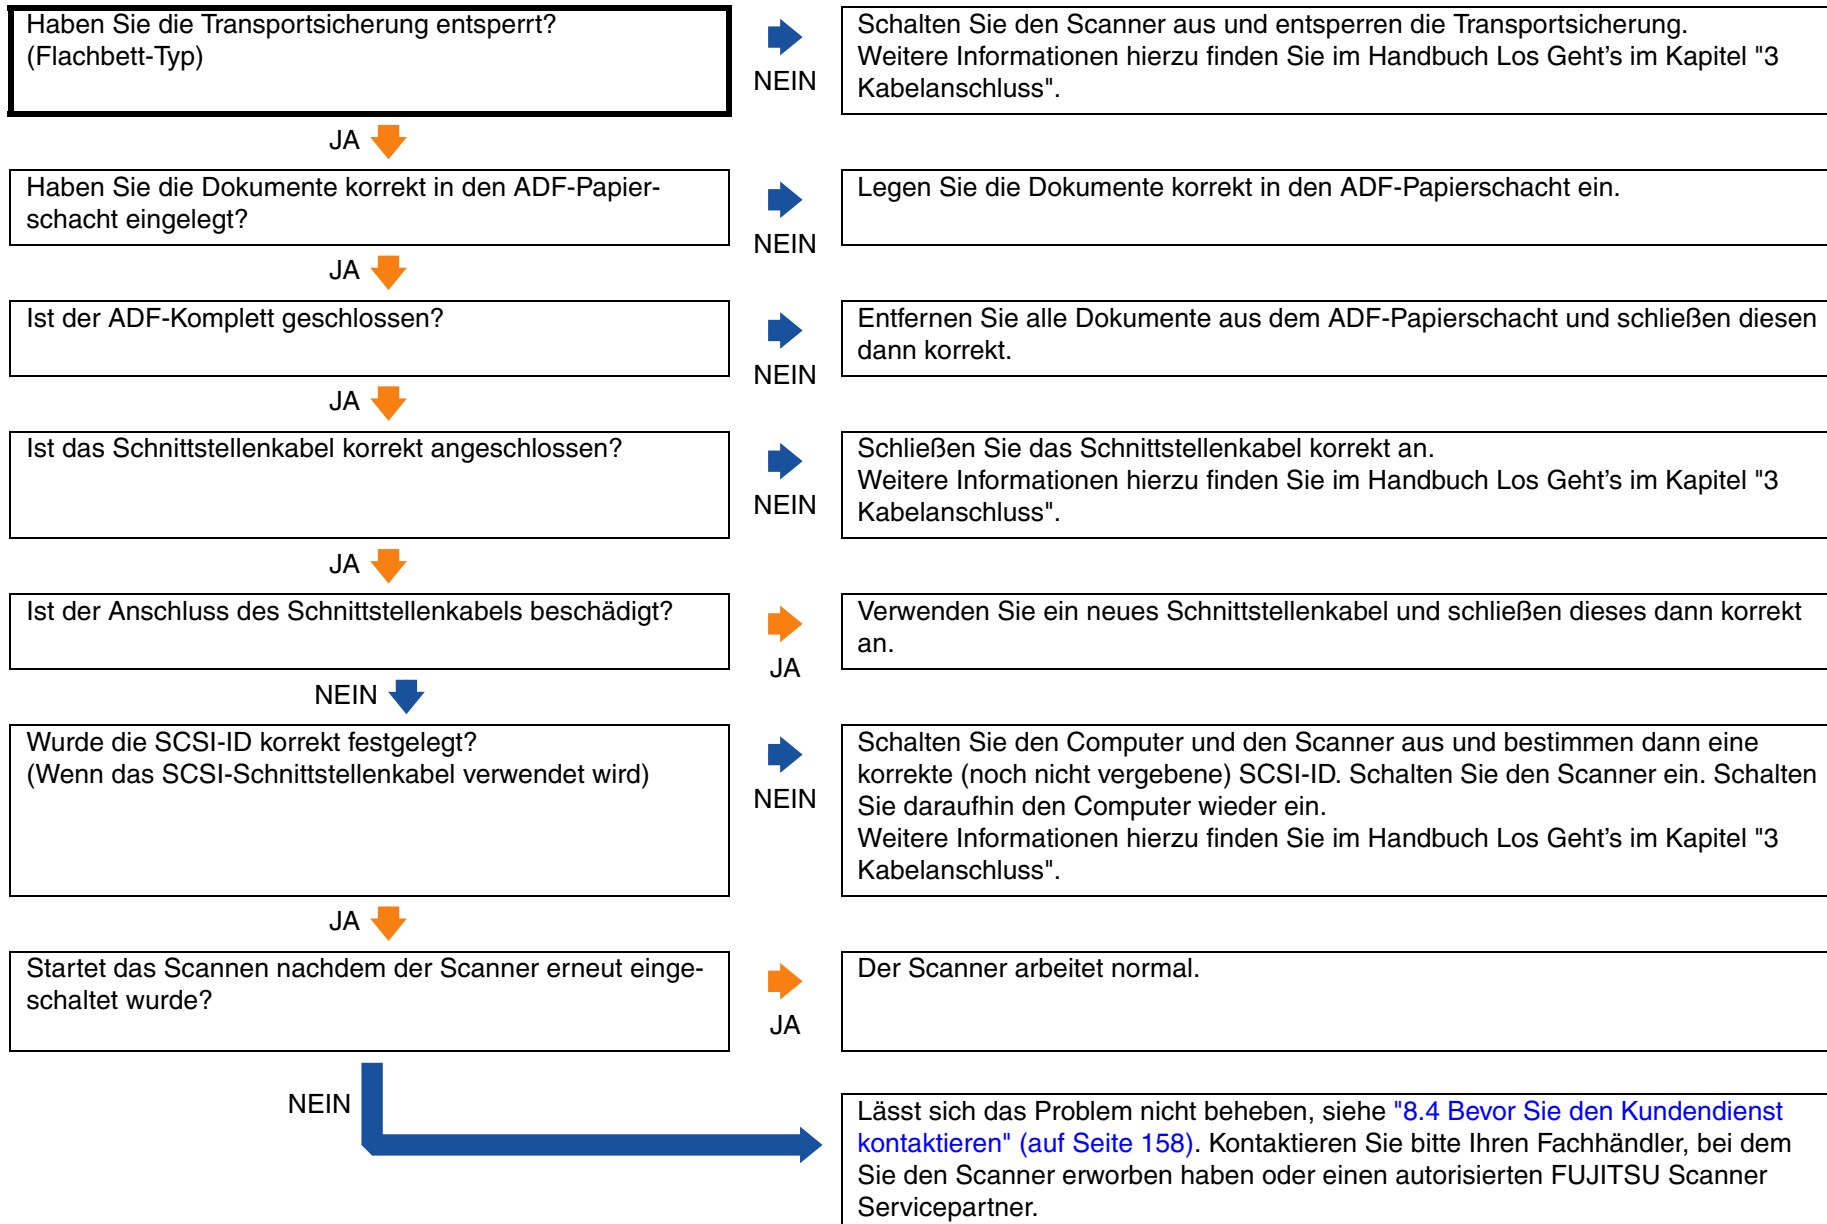 Haben Sie die Transportsicherung entsperrt?
(Flachbett-Typ)
NEIN
Schalten Sie den Scanner aus und entsperren die Transportsicherung.
Weitere Informationen hierzu finden Sie im Handbuch Los Geht’s im Kapitel "3
Kabelanschluss".
JA
Haben Sie die Dokumente korrekt in den ADF-Papier-
schacht eingelegt?
NEIN
Legen Sie die Dokumente korrekt in den ADF-Papierschacht ein.
JA
Ist der ADF-Komplett geschlossen?
NEIN
Entfernen Sie alle Dokumente aus dem ADF-Papierschacht und schließen diesen
dann korrekt.
JA
Ist das Schnittstellenkabel korrekt angeschlossen?
NEIN
Schließen Sie das Schnittstellenkabel korrekt an.
Weitere Informationen hierzu finden Sie im Handbuch Los Geht’s im Kapitel "3
Kabelanschluss".
JA
Ist der Anschluss des Schnittstellenkabels beschädigt?
JA
Verwenden Sie ein neues Schnittstellenkabel und schließen dieses dann korrekt
an.
NEIN
Wurde die SCSI-ID korrekt festgelegt?
(Wenn das SCSI-Schnittstellenkabel verwendet wird)
NEIN
Schalten Sie den Computer und den Scanner aus und bestimmen dann eine
korrekte (noch nicht vergebene) SCSI-ID. Schalten Sie den Scanner ein. Schalten
Sie daraufhin den Computer wieder ein.
Weitere Informationen hierzu finden Sie im Handbuch Los Geht’s im Kapitel "3
Kabelanschluss".
JA
Startet das Scannen nachdem der Scanner erneut einge-
schaltet wurde?
JA
Der Scanner arbeitet normal.
NEIN
Lässt sich das Problem nicht beheben, siehe "8.4 Bevor Sie den Kundendienst
kontaktieren" (auf Seite 158). Kontaktieren Sie bitte Ihren Fachhändler, bei dem
Sie den Scanner erworben haben oder einen autorisierten FUJITSU Scanner
Servicepartner.